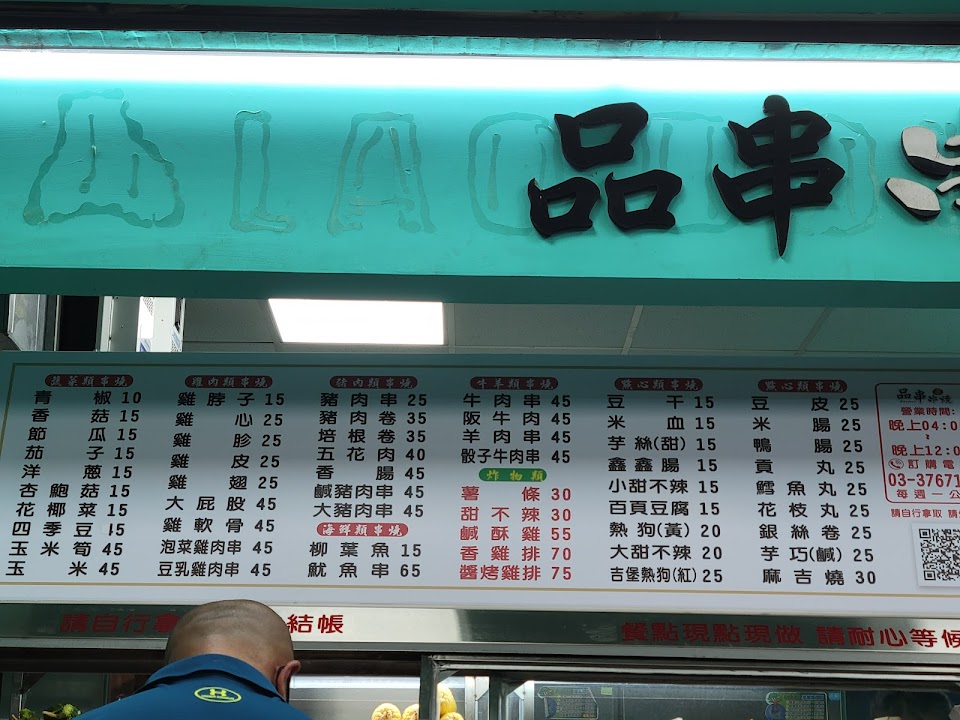 品串
蔬菜類串燒
青椒 10
香菇 15
節瓜 15
茄子 15
洋蔥 15
杏鮑菇 15
花椰菜 15
四季豆 45
玉米筍 45
玉米 45
雞肉類串燒
雞脖子 15
雞心 25
雞胗 25
雞皮 25
雞翅 25
大屁股 45
雞軟骨 45
泡菜雞肉串 45
豆乳雞肉串 45
豬肉類串燒
豬肉串 25
豬肉卷 35
培根卷 35
五花肉 40
香腸 45
鹹豬肉串 45
大豬肉串 45
海鮮類串燒
柳葉魚 15
魷魚串 65
牛羊類串燒
牛肉串 45
阪牛肉 45
羊肉串 45
骰子牛肉串 45
炸物類
薯條 30
甜不辣 30
鹹酥雞 55
香雞排 70
醬烤雞排 75
點心類串燒
豆干 15
米血 15
芋絲(甜) 15
鑫鑫腸 15
小甜不辣 15
百頁豆腐 15
熱狗(黃) 20
大甜不辣 20
吉堡熱狗(紅) 25
點心類串燒
豆皮 25
米腸 25
鴨腸 25
貢丸 25
鱈魚丸 25
花枝丸 25
銀絲卷 25
芋巧(鹹) 25
麻吉燒 30
品串串燒
營業時間:
晚上04:0
晚上12:0
訂購電
03-37671
每週一公
請自行拿取 請
請自行
結帳
餐點現點現做 請耐心等候
H